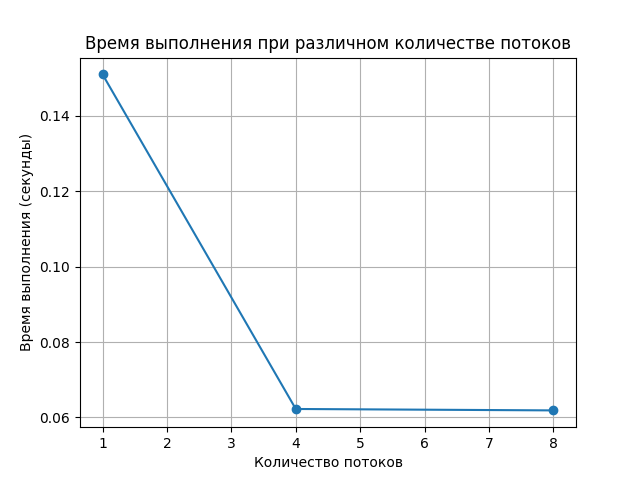 Время выполнения при различном количестве потоков
0.14
0.12
0.10
0.08
0.06
Время выполнения (секунды)
1 2 3 4 5 6 7 8
Количество потоков